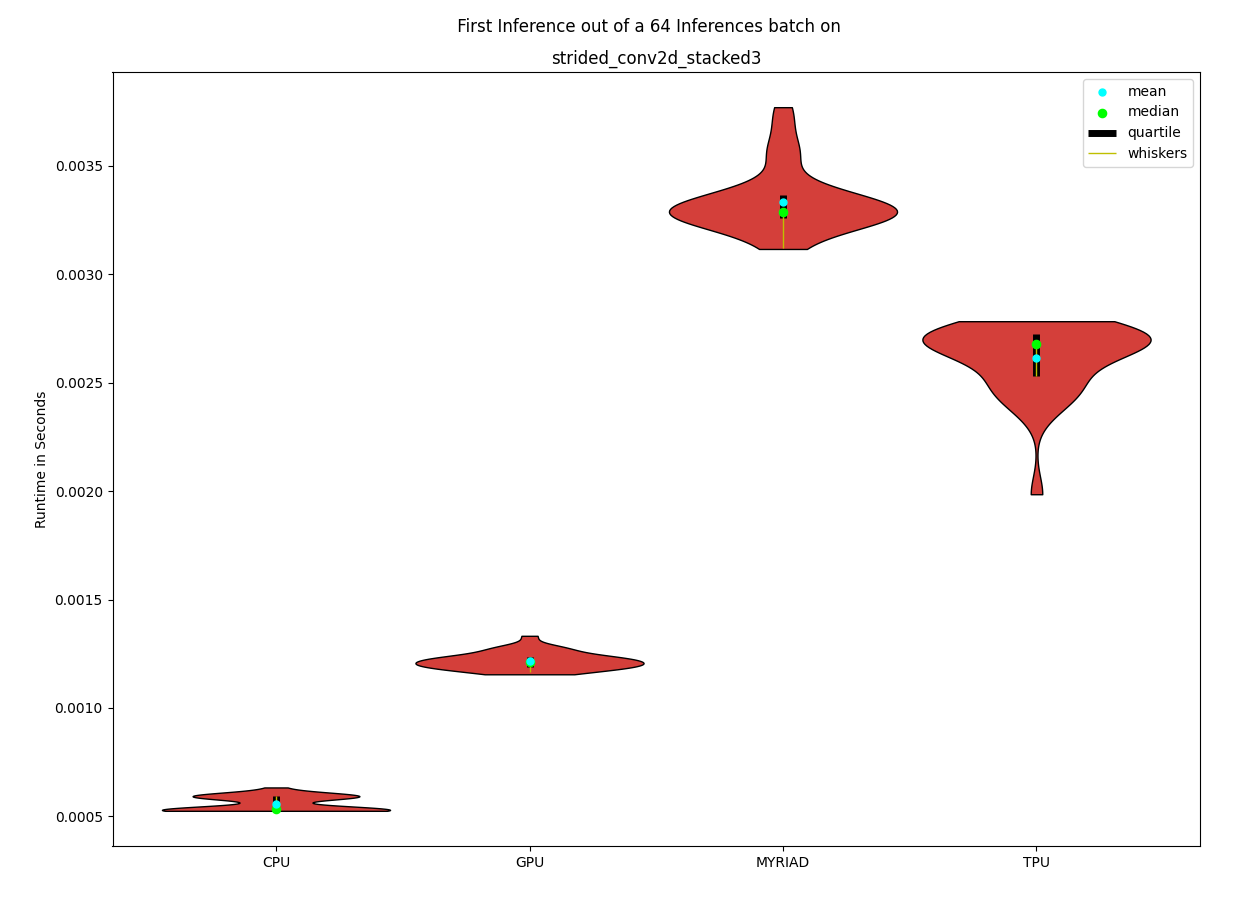 First Inference out of a 64 Inferences batch on
strided_conv2d_stacked3
mean
median
quartile
whiskers
Runtime in Seconds
0.0035
0.0030
0.0025
0.0020
0.0015
0.0010
0.0005
CPU
GPU
MYRIAD
TPU